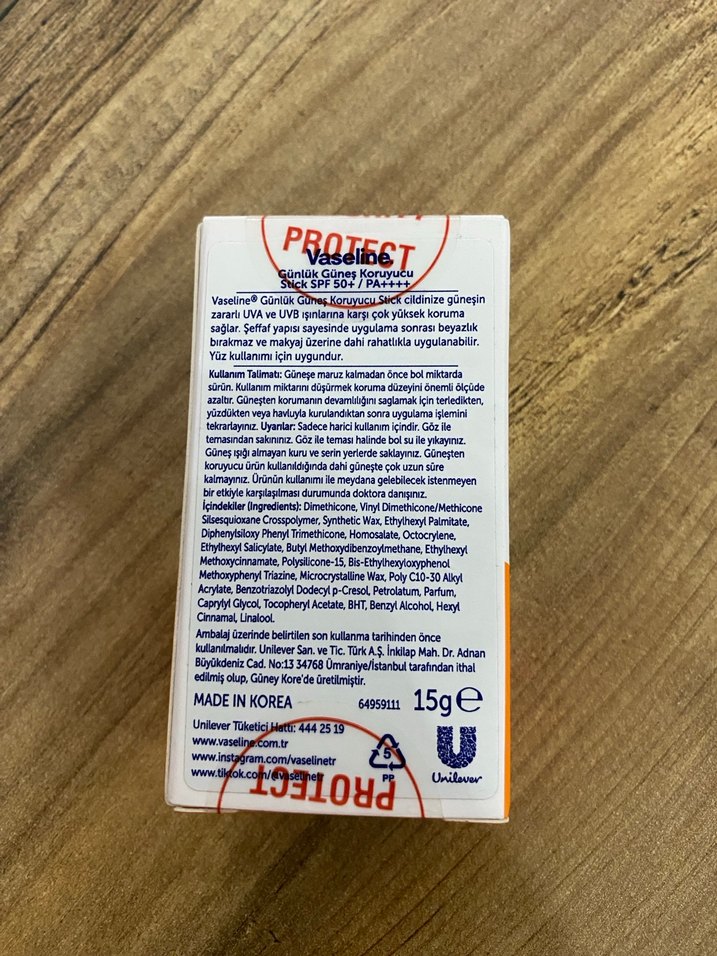 PROTECT
Vaseline
Günlük Güneş Koruyucu
Stick SPF 50+ / PA++++
Vaseline® Günlük Güneş Koruyucu Stick cildinize güneşin
zararlı UVA ve UVB ışınlarına karşı çok yüksek koruma
sağlar. Şeffaf yapısı sayesinde uygulama sonrası beyazlık
bırakmaz ve makyaj üzerine dahi rahatlıkla uygulanabilir.
Yüz kullanımı için uygundur.
Kullanım Talimatı: Güneşe maruz kalmadan önce bol miktarda
sürün. Kullanım miktarını düşürmek koruma düzeyini önemli ölçüde
azaltır. Güneşten korumanın devamlılığını saglamak için terledikten,
yüzdükten veya havluyla kurulandıktan sonra uygulama işlemini
tekrarlayınız. Uyarılar: Sadece harici kullanım içindir. Göz ile
temasından sakınınız. Göz ile teması halinde bol su ile yıkayınız.
Güneş ışığı almayan kuru ve serin yerlerde saklayınız. Güneşten
koruyucu ürün kullanıldığında dahi güneşte çok uzun süre
kalmayınız. Ürünün kullanımı ile meydana gelebilecek istenmeyen
bir etkiyle karşılaşılması durumunda doktora danışınız.
İçindekiler (Ingredients): Dimethicone, Vinyl Dimethicone/Methicone
Silsesquioxane Crosspolymer, Synthetic Wax, Ethylhexyl Palmitate,
Diphenylsiloxy Phenyl Trimethicone, Homosalate, Octocrylene,
Ethylhexyl Salicylate, Butyl Methoxydibenzoylmethane, Ethylhexyl
Methoxycinnamate, Polysilicone-15, Bis-Ethylhexyloxyphenol
Methoxyphenyl Triazine, Microcrystalline Wax, Poly C10-30 Alkyl
Acrylate, Benzotriazolyl Dodecyl p-Cresol, Petrolatum, Parfum,
Caprylyl Glycol, Tocopheryl Acetate, BHT, Benzyl Alcohol, Hexyl
Cinnamal, Linalool.
Ambalaj üzerinde belirtilen son kullanma tarihinden önce
kullanılmalıdır. Unilever San. ve Tic. Türk A.Ş. İnkilap Mah. Dr. Adnan
Büyükdeniz Cad. No:13 34768 Ümraniye/İstanbul tarafından ithal
edilmiş olup, Güney Kore'de üretilmiştir.
MADE IN KOREA 64959111 15g e
Unilever Tüketici Hattı: 444 25 19
www.vaseline.com.tr
www.instagram.com/vaselinetr
www.tiktok.com/@vaselinetr
5
PP
Unilever
PROTECT